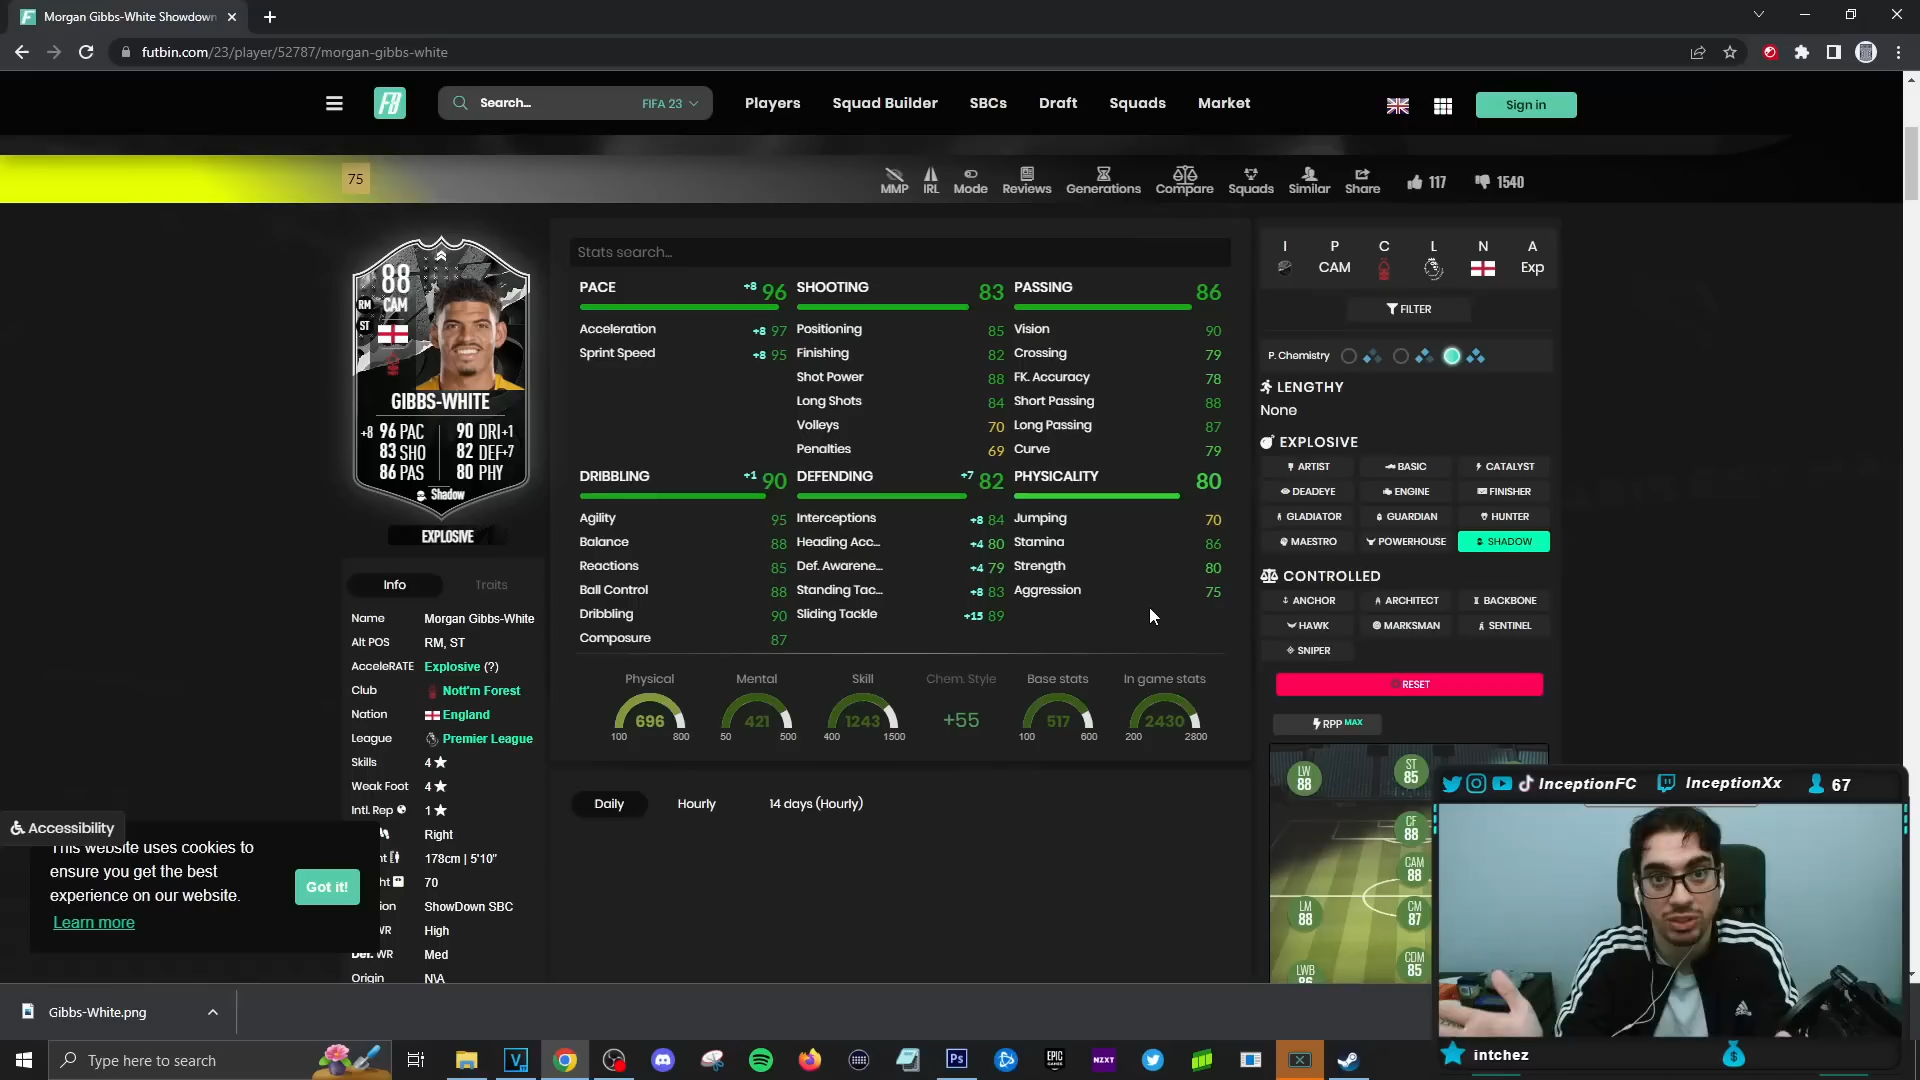 Morgan Gibbs-White Showdown
futbin.com/23/player/52787/morgan-gibbs-white
Search... FIFA 23 Players Squad Builder SBCs Draft Squads Market Sign in
75 MMP IRL Mode Reviews Generations Compare Squads Similar Share 117 1540
88
CAM
RM
ST
GIBBS-WHITE
+8 96 PAC 90 DRI+1
83 SHO 82 DEF+7
86 PAS 80 PHY
Shadow
EXPLOSIVE
Info Traits
Name Morgan Gibbs-White
Alt POS RM, ST
AcceleRATE Explosive (?)
Club Nott'm Forest
Nation England
League Premier League
Skills 4
Weak Foot 4
Intl. Rep 1
Right
178cm | 5'10"
70
ShowDown SBC
High
Def. WR Med
Origin N\A
Stats search...
PACE +8 96
Acceleration +8 97
Sprint Speed +8 95
SHOOTING 83
Positioning 85
Finishing 82
Shot Power 88
Long Shots 84
Volleys 70
Penalties 69
PASSING 86
Vision 90
Crossing 79
FK. Accuracy 78
Short Passing 88
Long Passing 87
Curve 79
DRIBBLING +1 90
Agility 95
Balance 88
Reactions 85
Ball Control 88
Dribbling 90
Composure 87
DEFENDING +7 82
Interceptions +8 84
Heading Acc... +4 80
Def. Awarene... +4 79
Standing Tac... +8 83
Sliding Tackle +15 89
PHYSICALITY 80
Jumping 70
Stamina 86
Strength 80
Aggression 75
Physical Mental Skill Chem. Style Base stats In game stats
696 421 1243 +55 517 2430
100 800 50 500 400 1500 100 600 200 2800
Daily Hourly 14 days (Hourly)
I P C L N A
CAM Exp
FILTER
P. Chemistry
LENGTHY
None
EXPLOSIVE
ARTIST BASIC CATALYST
DEADEYE ENGINE FINISHER
GLADIATOR GUARDIAN HUNTER
MAESTRO POWERHOUSE SHADOW
CONTROLLED
ANCHOR ARCHITECT BACKBONE
HAWK MARKSMAN SENTINEL
SNIPER
RESET
RPP MAX
LW
88
ST
85
CF
88
CAM
88
LM
88
CM
87
CDM
85
LWB
86
InceptionFC InceptionXx 67
intchez
Accessibility
This website uses cookies to
ensure you get the best
experience on our website.
Learn more
Got it!
Gibbs-White.png
Type here to search
Ps
EPIC
GAMES
NZXT